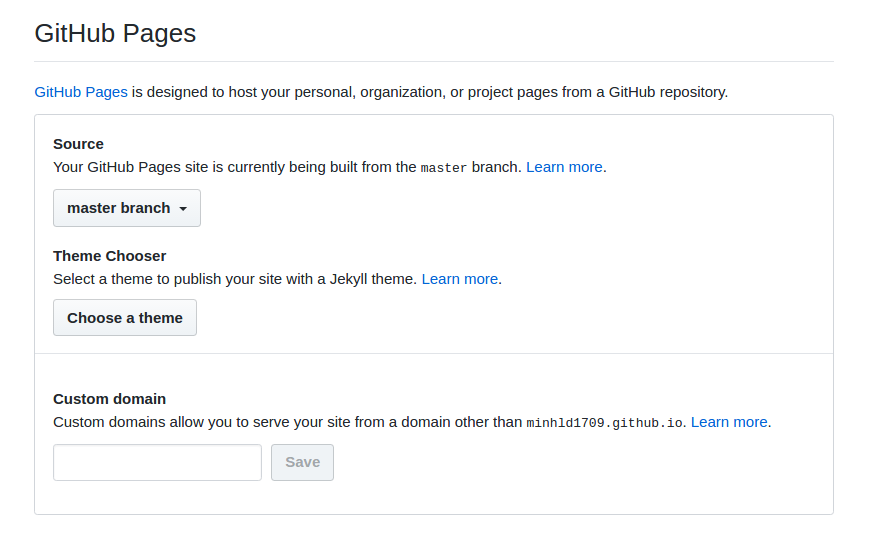 GitHub Pages
GitHub Pages is designed to host your personal, organization, or project pages from a GitHub repository.
Source
Your GitHub Pages site is currently being built from the master branch. Learn more.
master branch
Theme Chooser
Select a theme to publish your site with a Jekyll theme. Learn more.
Choose a theme
Custom domain
Custom domains allow you to serve your site from a domain other than minhld1709.github.io. Learn more.
Save